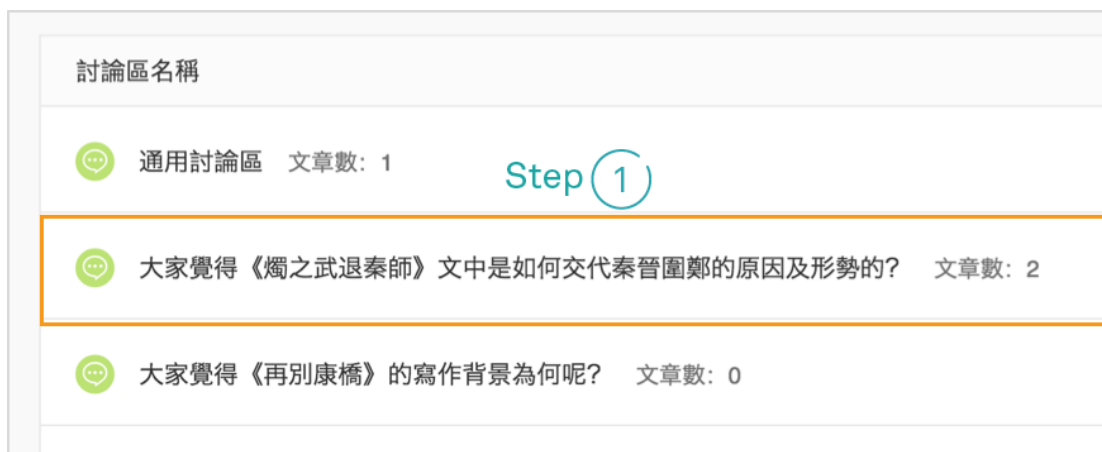 討論區名稱
通用討論區 文章數: 1
Step 1
大家覺得《燭之武退秦師》文中是如何交代秦晉圍鄭的原因及形勢的? 文章數: 2
大家覺得《再別康橋》的寫作背景為何呢? 文章數: 0